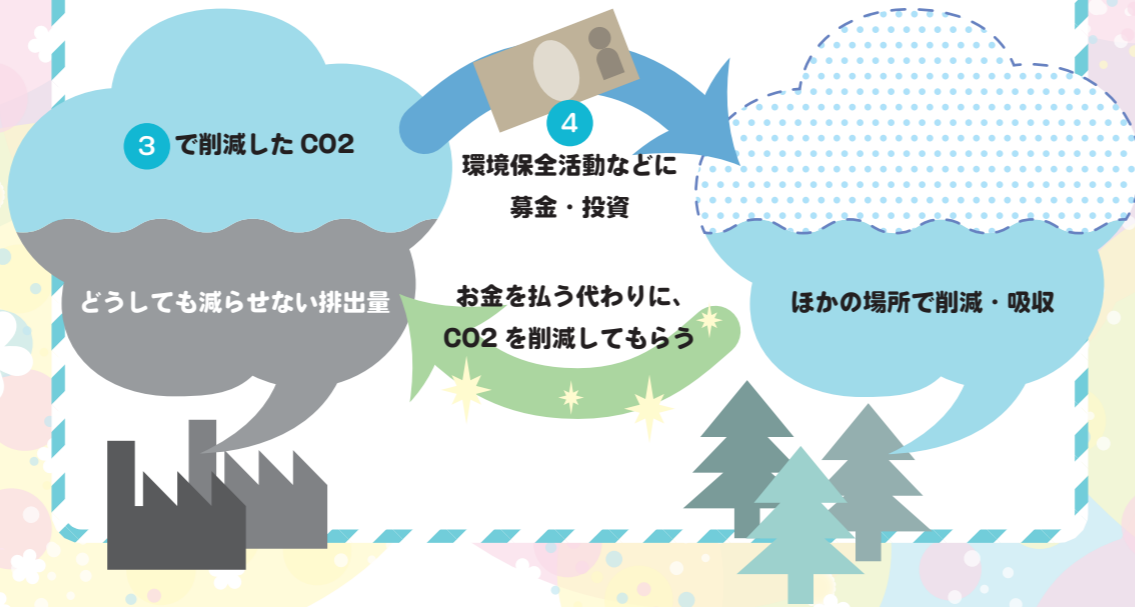 3 で削減した CO2
4
環境保全活動などに
募金・投資
どうしても減らせない排出量
お金を払う代わりに、
CO2 を削減してもらう
ほかの場所で削減・吸収